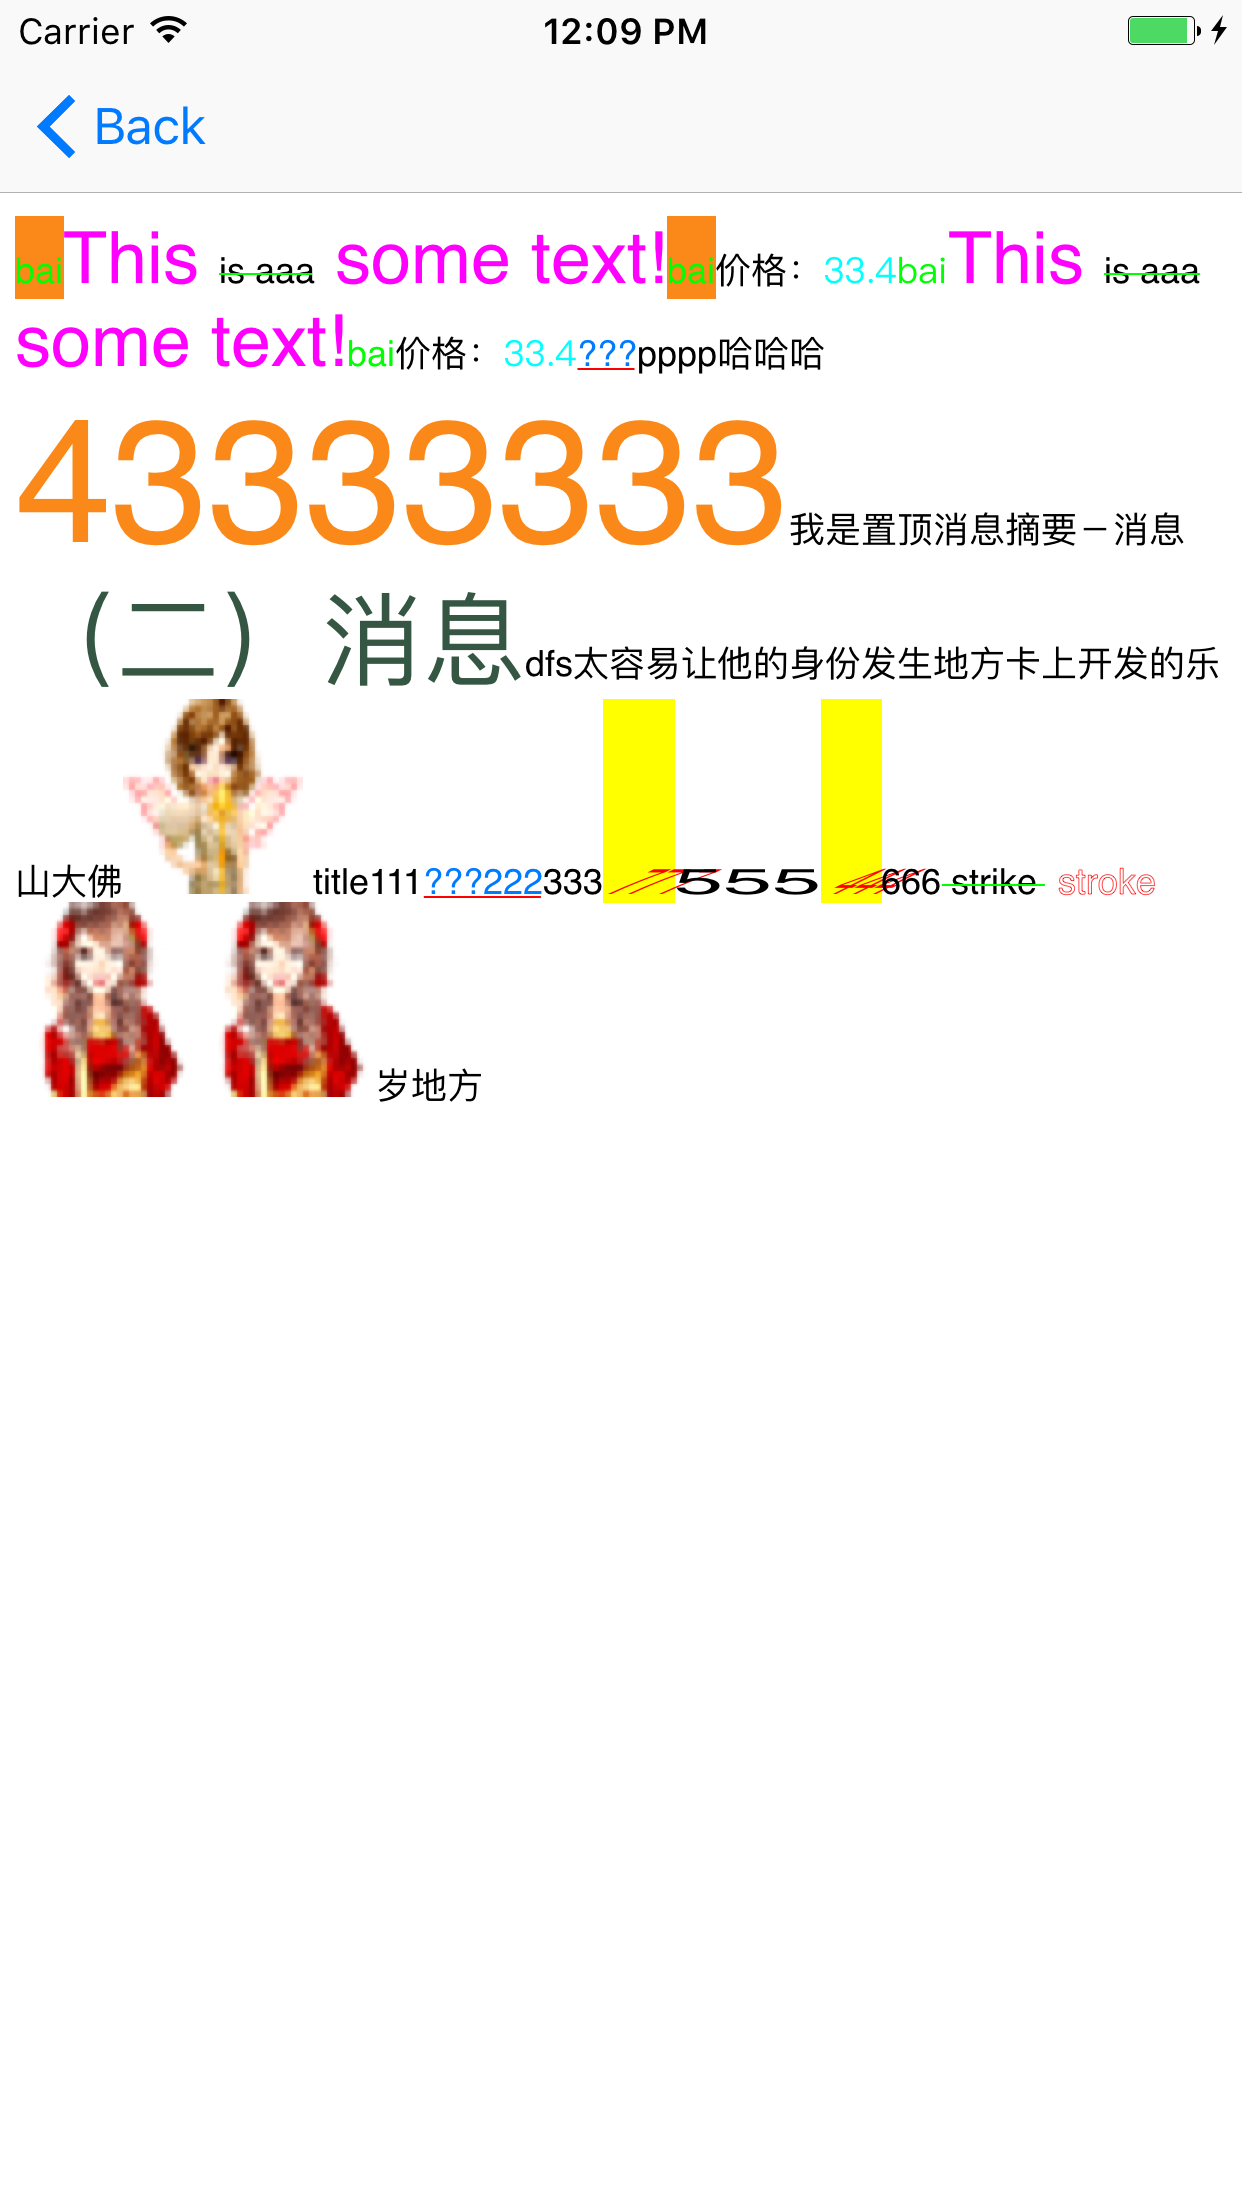 Carrier 12:09 PM
Back
baiThis is aaa some text!bai价格：33.4baiThis is aaa
some text!bai价格：33.4???pppp哈哈哈
43333333我是置顶消息摘要－消息
（二）消息dfs太容易让他的身份发生地方卡上开发的乐
山大佛 title111???222333 555 666 strike stroke
岁地方